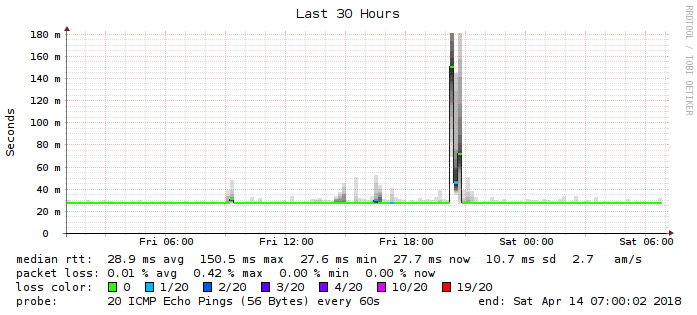 Last 30 Hours
RRDTOOL / TOBI OETIKER
Seconds
180 m
160 m
140 m
120 m
100 m
80 m
60 m
40 m
20 m
0
Fri 06:00 Fri 12:00 Fri 18:00 Sat 00:00 Sat 06:00
median rtt: 28.9 ms avg 150.5 ms max 27.6 ms min 27.7 ms now 10.7 ms sd 2.7 am/s
packet loss: 0.01 % avg 0.42 % max 0.00 % min 0.00 % now
loss color: 0 1/20 2/20 3/20 4/20 10/20 19/20
probe: 20 ICMP Echo Pings (56 Bytes) every 60s end: Sat Apr 14 07:00:02 2018